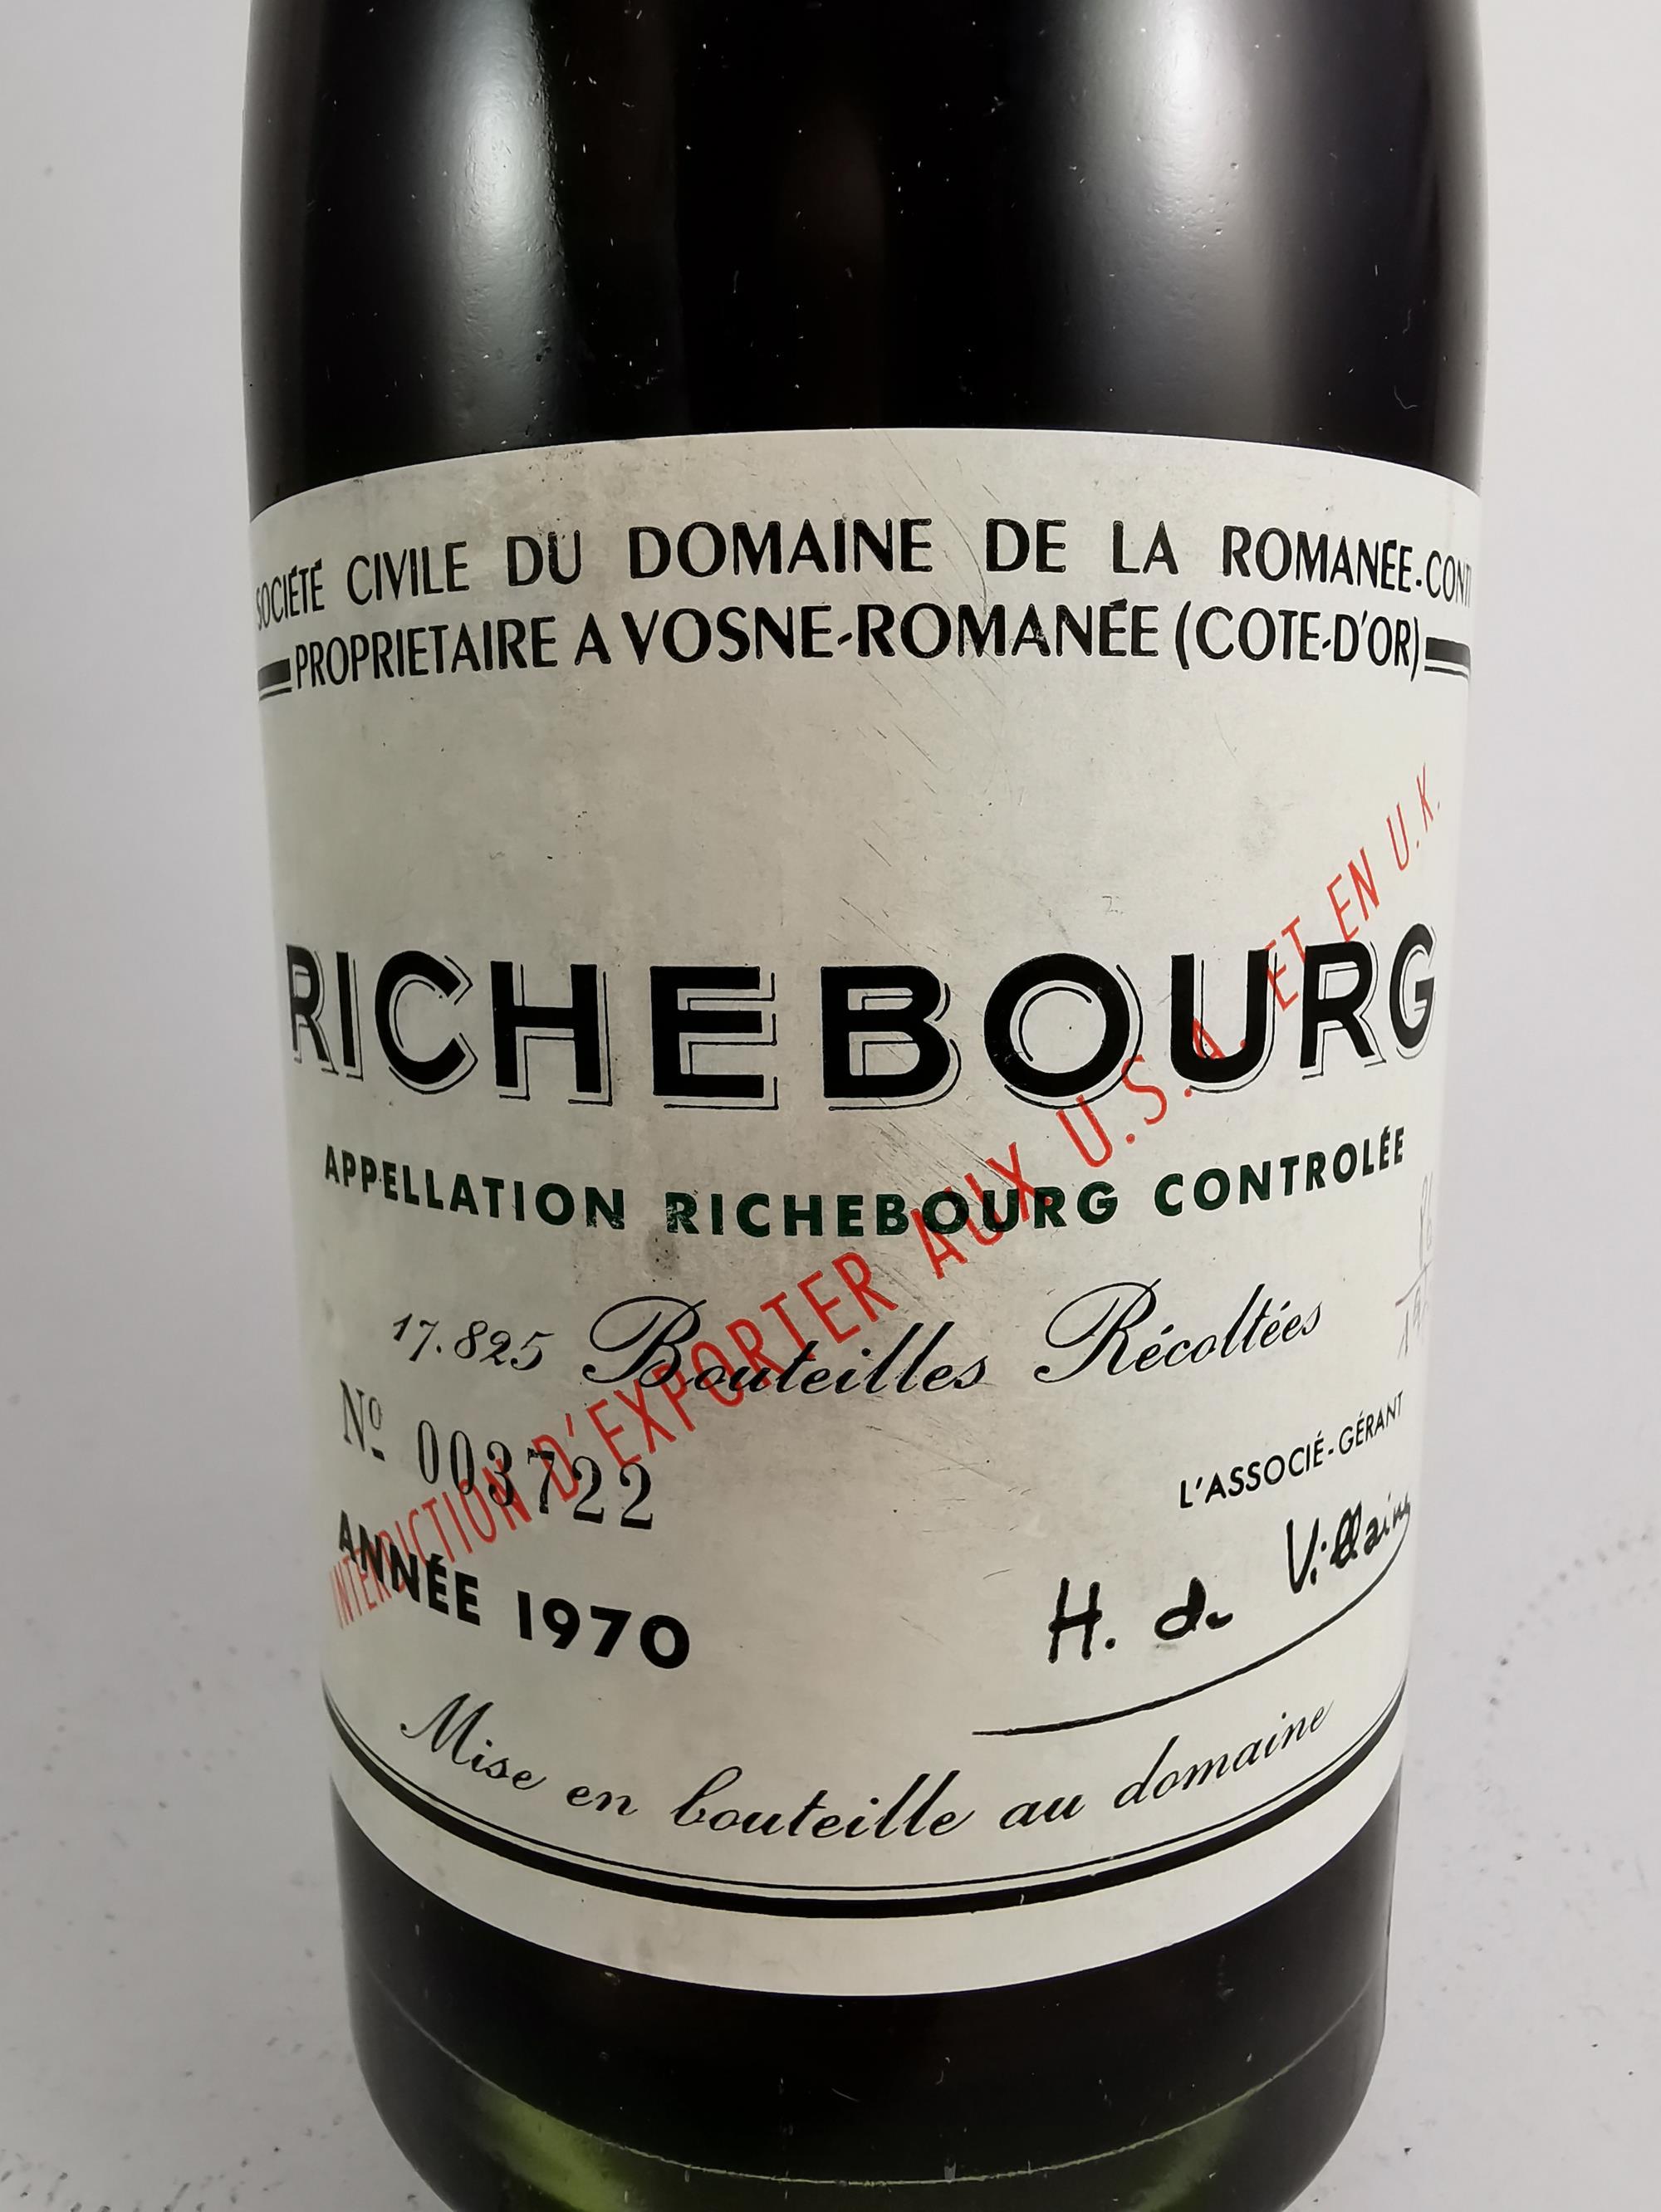 SOCIÉTÉ CIVILE DU DOMAINE DE LA ROMANÉE-CONTI
PROPRIETAIRE A VOSNE-ROMANÉE (COTE-D'OR)
RICHEBOURG
APPELLATION RICHEBOURG CONTROLÉE
17.825 Bouteilles Récoltées
Nº 003722
ANNÉE 1970
L'ASSOCIÉ-GÉRANT
H. de Villaine
Mise en bouteille au domaine
INTERDICTION D'EXPORTER AUX U.S.A. ET EN U.K.